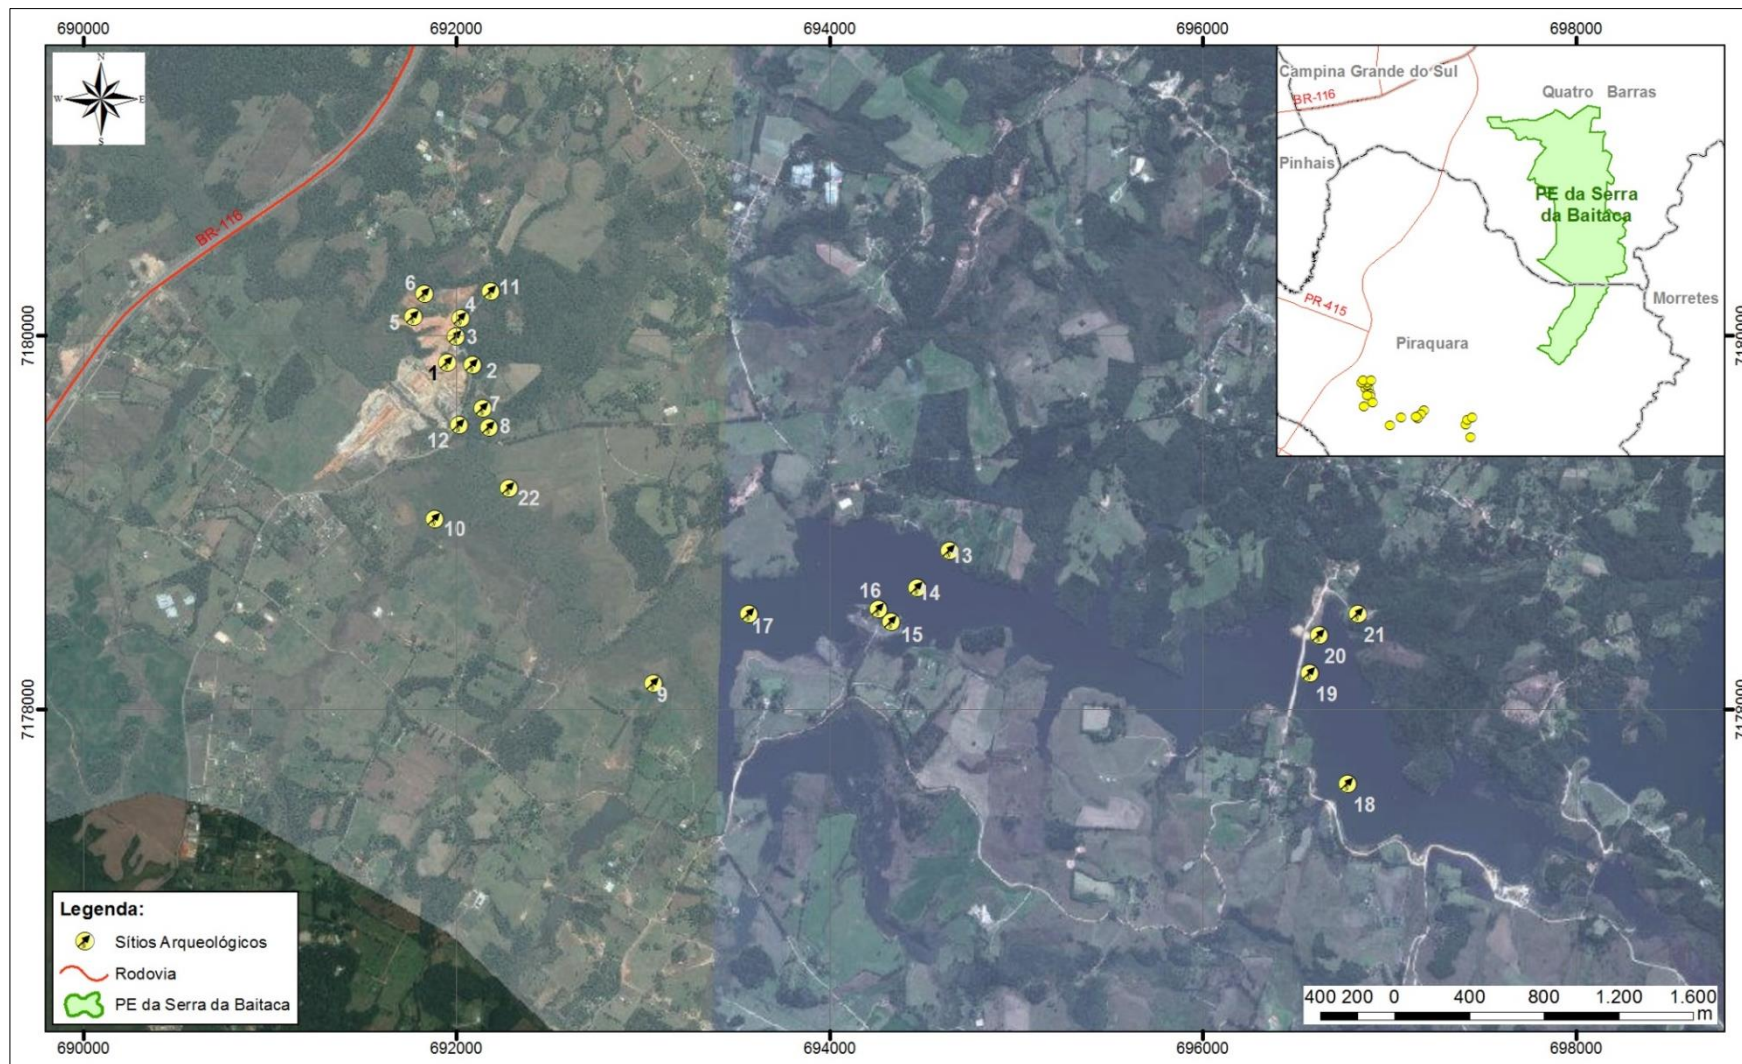 690000
692000
694000
696000
698000
N
W
E
S
BR-116
Campina Grande do Sul
BR-116
Quatro Barras
Pinhais
PE da Serra
da Baitaca
PR-415
Morretes
Piraquara
7180000
7180000
6
11
5
4
3
1
2
7
12
8
22
10
13
14
16
15
17
21
20
19
9
18
7178000
7178000
Legenda:
Sítios Arqueológicos
Rodovia
PE da Serra da Baitaca
400 200 0 400 800 1.200 1.600
m
690000
692000
694000
696000
698000